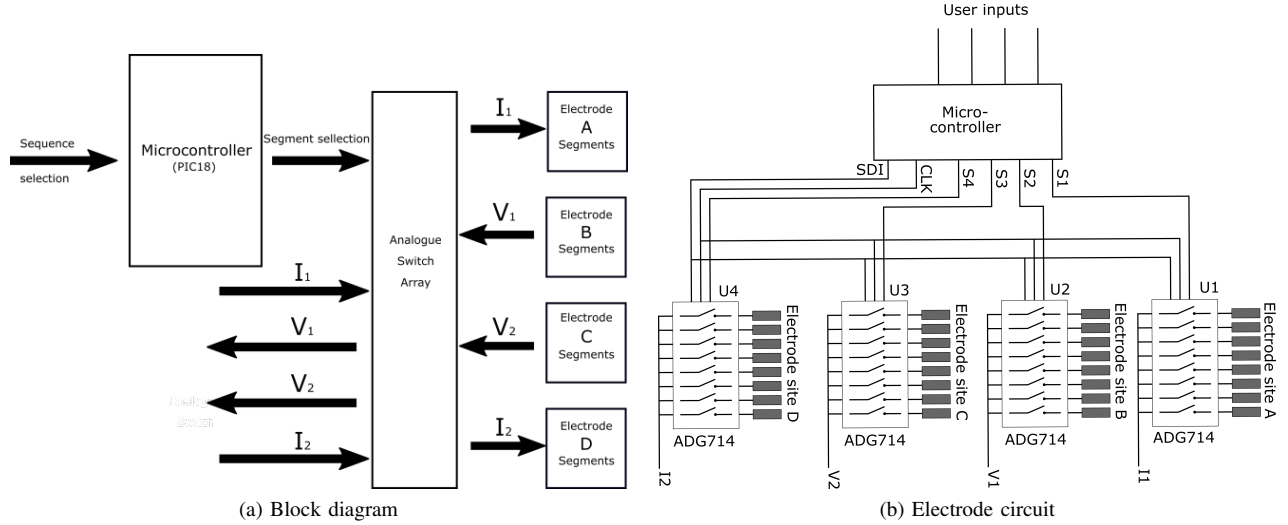 Sequence
selection
Microcontroller
(PIC18)
Segment sellection
I1
V1
V2
I2
Analogue
Switch
Array
I1
V1
V2
I2
Electrode
A
Segments
Electrode
B
Segments
Electrode
C
Segments
Electrode
D
Segments
(a) Block diagram
User inputs
Micro-
controller
SDI
CLK
S4
S3
S2
S1
U4
U3
U2
U1
Electrode site D
Electrode site C
Electrode site B
Electrode site A
ADG714
ADG714
ADG714
ADG714
I2
V2
V1
I1
(b) Electrode circuit